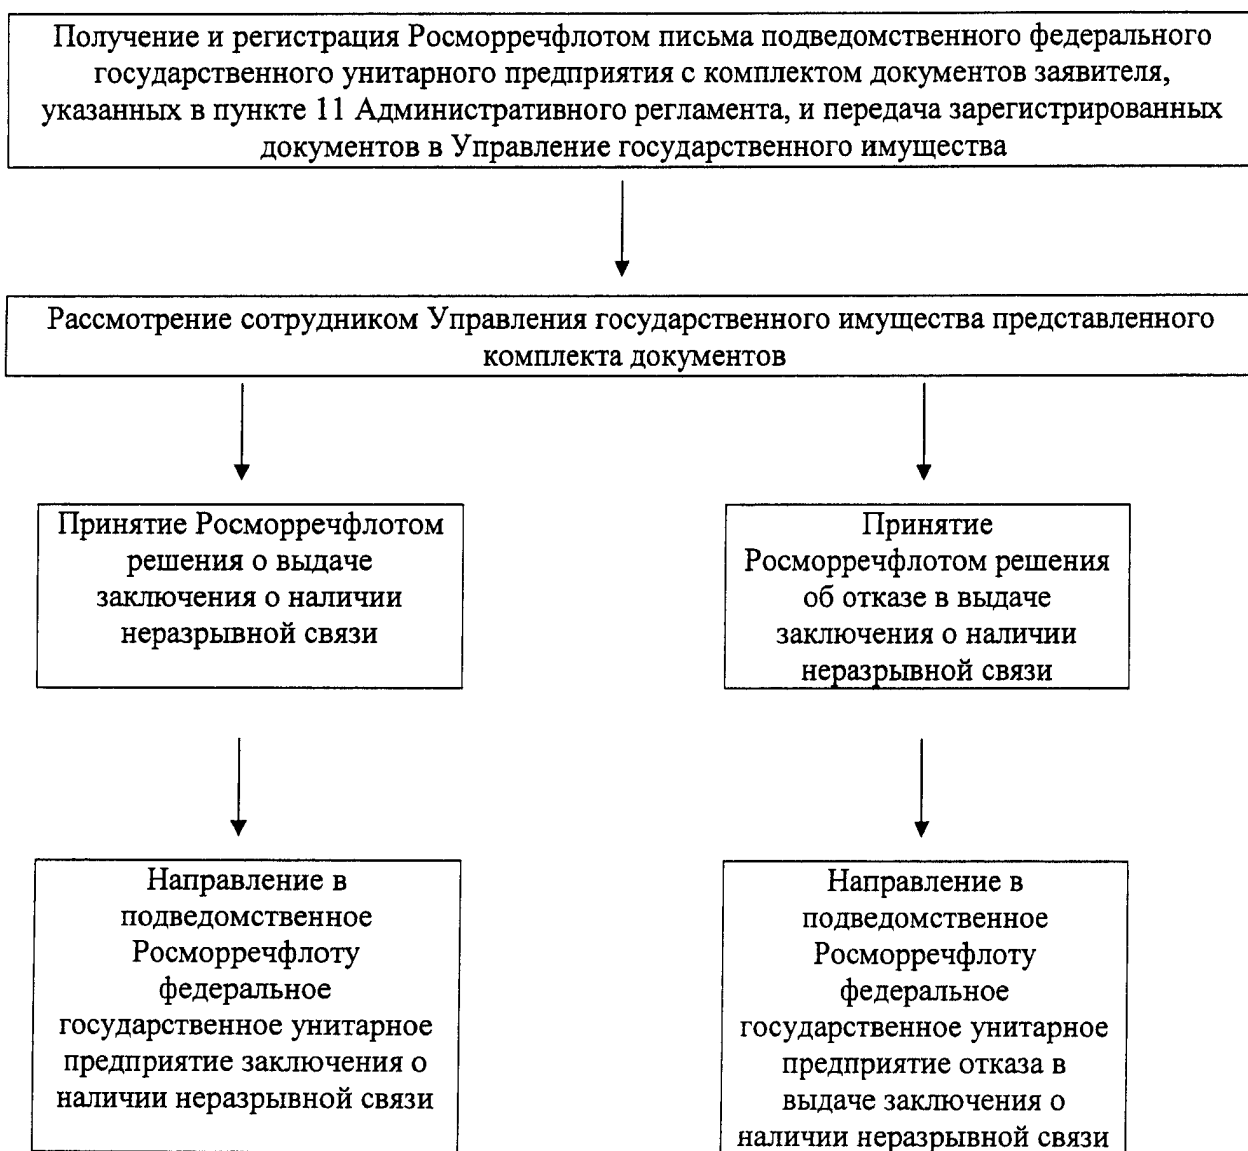 Получение и регистрация Росморречфлотом письма подведомственного федерального
государственного унитарного предприятия с комплектом документов заявителя,
указанных в пункте 11 Административного регламента, и передача зарегистрированных
документов в Управление государственного имущества
Рассмотрение сотрудником Управления государственного имущества представленного
комплекта документов
Принятие Росморречфлотом
решения о выдаче
заключения о наличии
неразрывной связи
Принятие
Росморречфлотом решения
об отказе в выдаче
заключения о наличии
неразрывной связи
Направление в
подведомственное
Росморречфлоту
федеральное
государственное унитарное
предприятие заключения о
наличии неразрывной связи
Направление в
подведомственное
Росморречфлоту
федеральное
государственное унитарное
предприятие отказа в
выдаче заключения о
наличии неразрывной связи